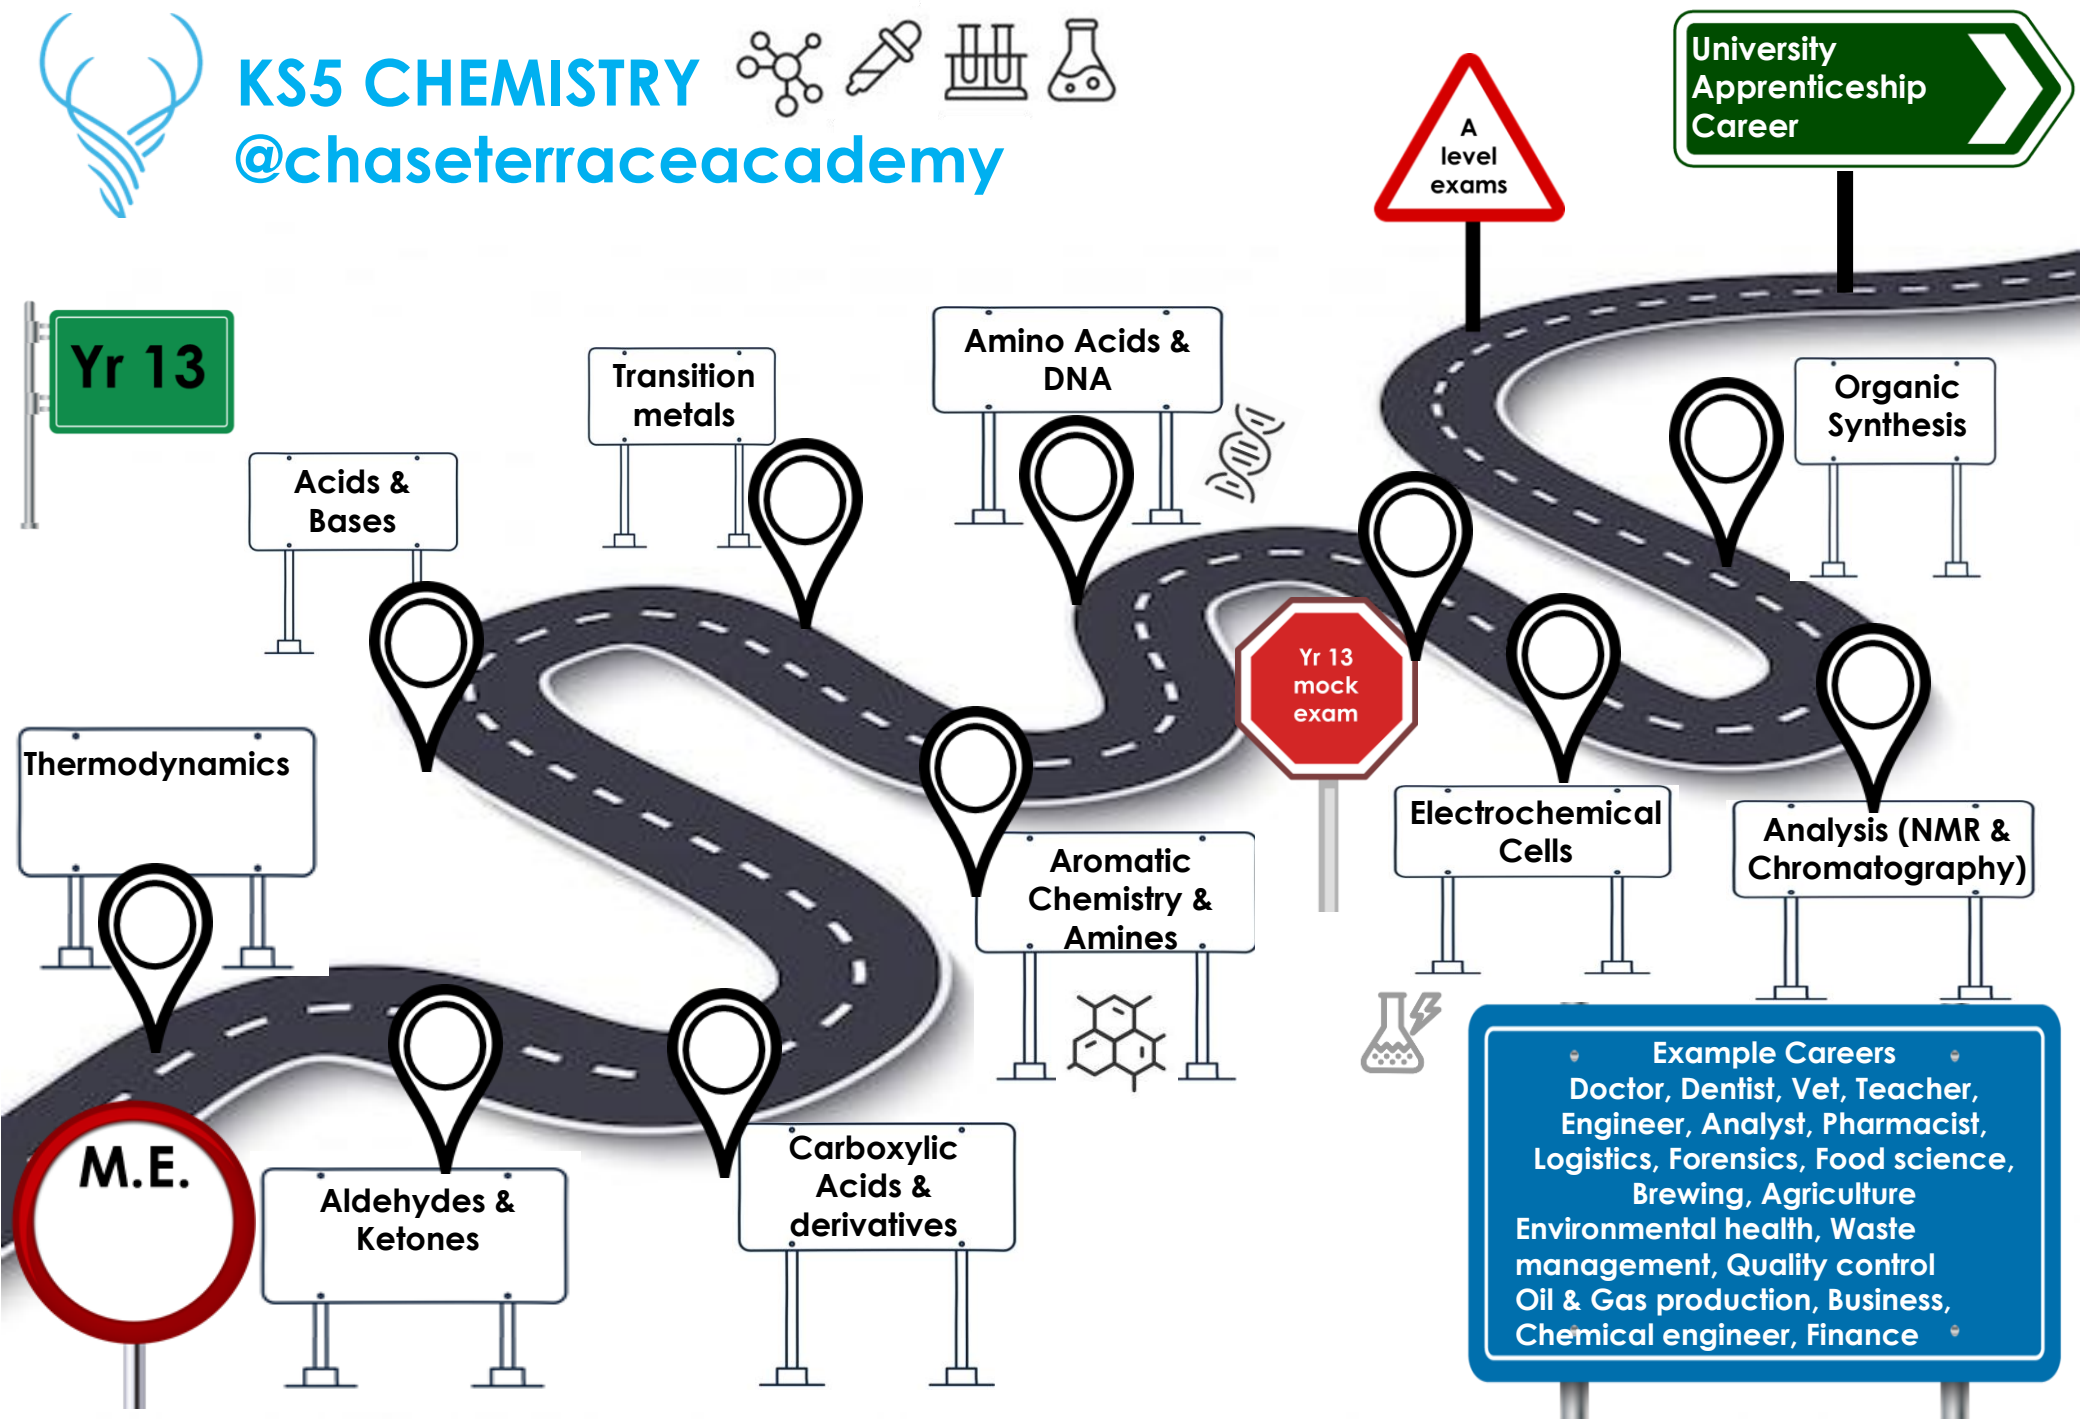 KS5 CHEMISTRY
@chaseterraceacademy
University
Apprenticeship
Career
A
level
exams
Yr 13
Transition
metals
Amino Acids &
DNA
Organic
Synthesis
Acids &
Bases
Yr 13
mock
exam
Thermodynamics
Electrochemical
Cells
Analysis (NMR &
Chromatography)
Aromatic
Chemistry &
Amines
M.E.
Aldehydes &
Ketones
Carboxylic
Acids &
derivatives
Example Careers
Doctor, Dentist, Vet, Teacher,
Engineer, Analyst, Pharmacist,
Logistics, Forensics, Food science,
Brewing, Agriculture
Environmental health, Waste
management, Quality control
Oil & Gas production, Business,
Chemical engineer, Finance